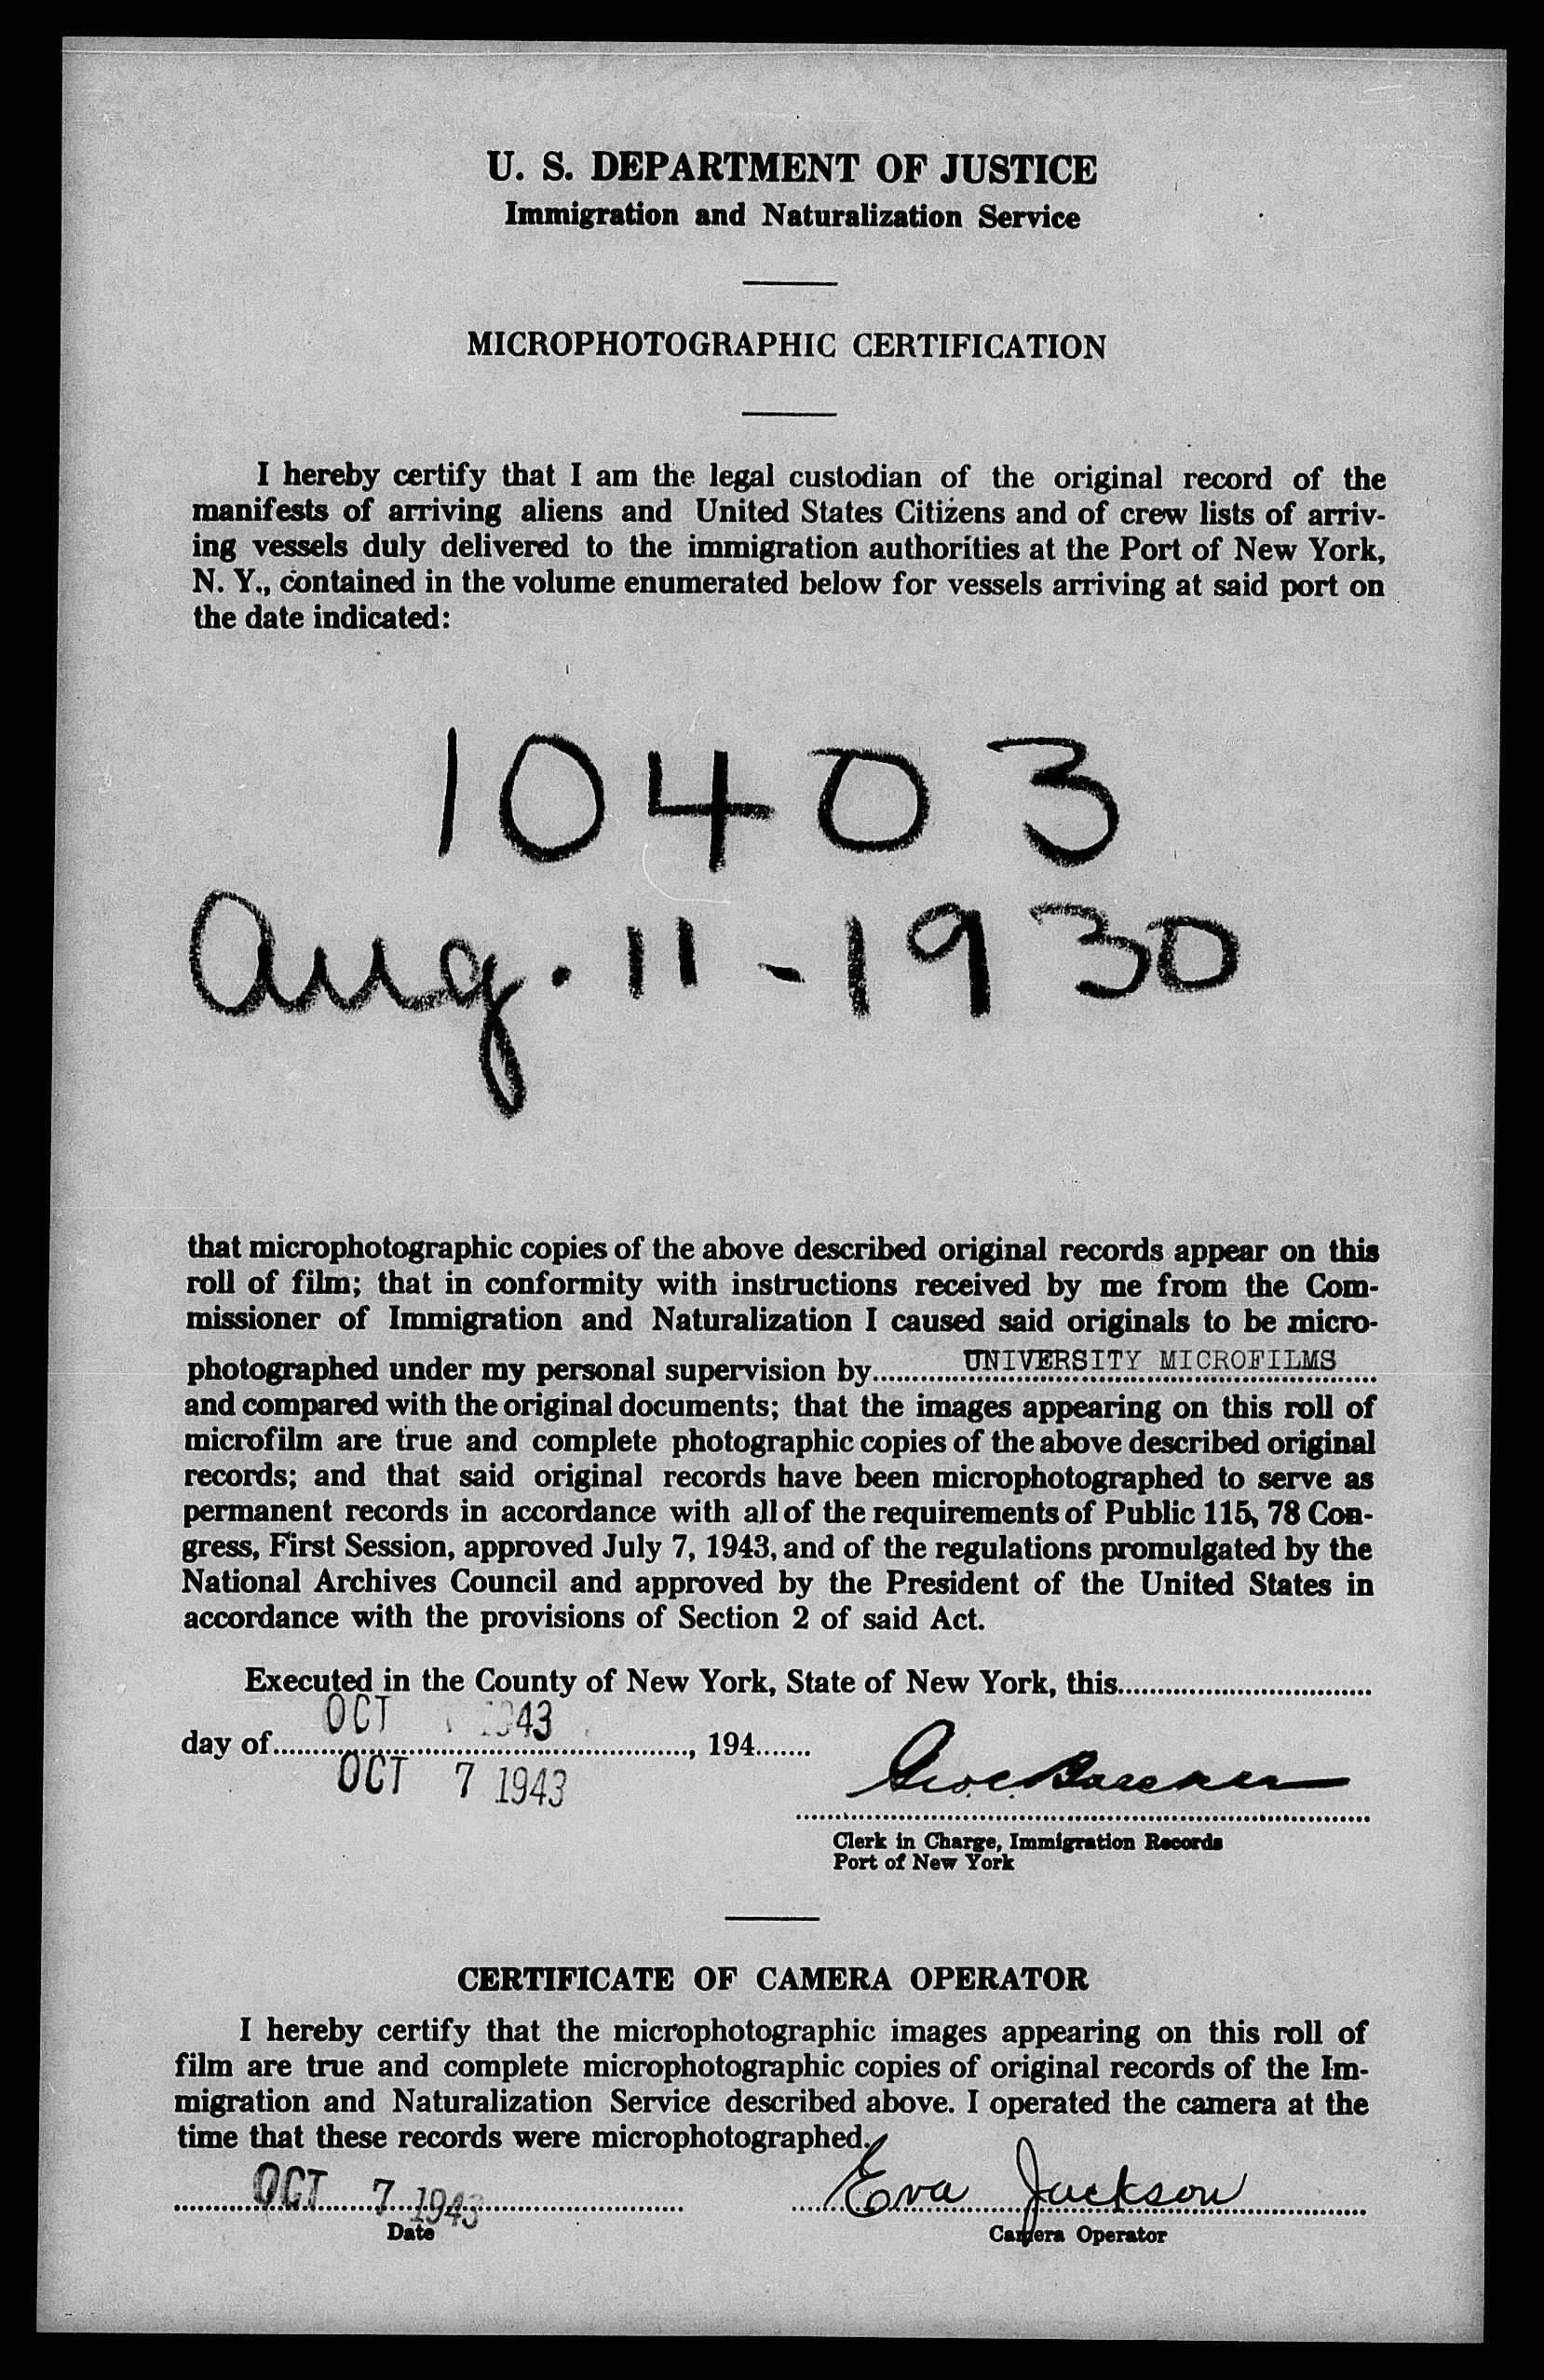 U. S. DEPARTMENT OF JUSTICE
Immigration and Naturalization Service
MICROPHOTOGRAPHIC CERTIFICATION
I hereby certify that I am the legal custodian of the original record of the
manifests of arriving aliens and United States Citizens and of crew lists of arriv-
ing vessels duly delivered to the immigration authorities at the Port of New York,
N. Y., contained in the volume enumerated below for vessels arriving at said port on
the date indicated:
10403
Aug. 11 - 1930
that microphotographic copies of the above described original records appear on this
roll of film; that in conformity with instructions received by me from the Com-
missioner of Immigration and Naturalization I caused said originals to be micro-
photographed under my personal supervision by UNIVERSITY MICROFILMS
and compared with the original documents; that the images appearing on this roll of
microfilm are true and complete photographic copies of the above described original
records; and that said original records have been microphotographed to serve as
permanent records in accordance with all of the requirements of Public 115, 78 Con-
gress, First Session, approved July 7, 1943, and of the regulations promulgated by the
National Archives Council and approved by the President of the United States in
accordance with the provisions of Section 2 of said Act.
Executed in the County of New York, State of New York, this
OCT 1943
day of , 194
OCT 7 1943
Clerk in Charge, Immigration Records
Port of New York
CERTIFICATE OF CAMERA OPERATOR
I hereby certify that the microphotographic images appearing on this roll of
film are true and complete microphotographic copies of original records of the Im-
migration and Naturalization Service described above. I operated the camera at the
time that these records were microphotographed.
OCT 7 1943 Eva Jackson
Date Camera Operator